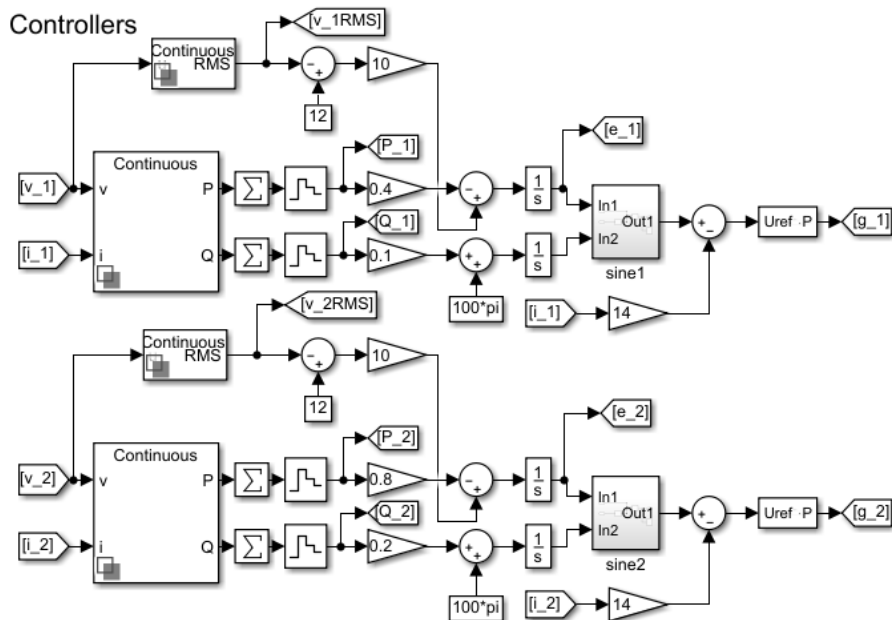 Controllers
[v_1RMS]
Continuous
RMS
- +
10
12
[P_1]
Continuous
[v_1]
v
P
Σ
0.4
- +
1
s
[e_1]
[Q_1]
In1
Out1
In2
+ -
Uref P
[g_1]
[i_1]
i
Q
Σ
0.1
+ +
1
s
sine1
100*pi
[i_1]
14
[v_2RMS]
Continuous
RMS
- +
10
12
[P_2]
Continuous
[v_2]
v
P
Σ
0.8
- +
1
s
[e_2]
[Q_2]
In1
Out1
In2
+ -
Uref P
[g_2]
[i_2]
i
Q
Σ
0.2
+ +
1
s
sine2
100*pi
[i_2]
14